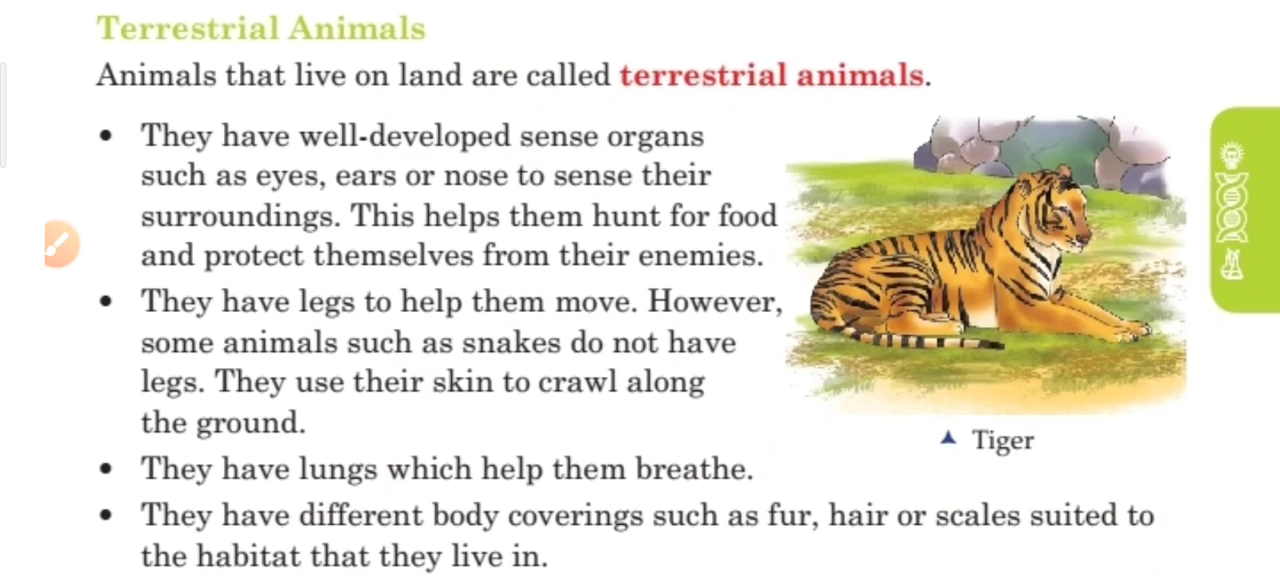 Terrestrial Animals
Animals that live on land are called terrestrial animals.
• They have well-developed sense organs
such as eyes, ears or nose to sense their
surroundings. This helps them hunt for food
and protect themselves from their enemies.
• They have legs to help them move. However,
some animals such as snakes do not have
legs. They use their skin to crawl along
the ground.
▲ Tiger
• They have lungs which help them breathe.
• They have different body coverings such as fur, hair or scales suited to
the habitat that they live in.